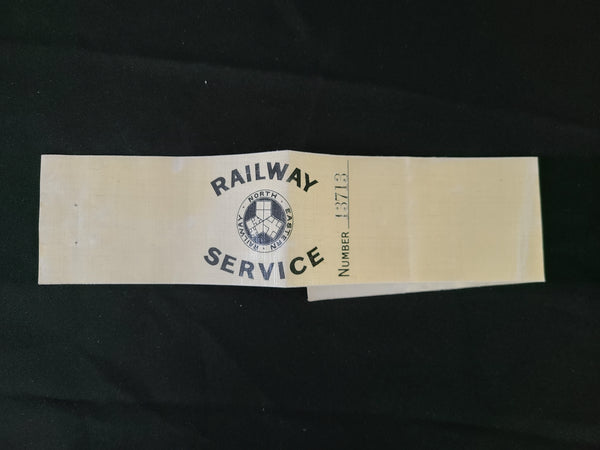 RAILWAY
NORTH EASTERN RAILWAY
SERVICE
NUMBER 13713